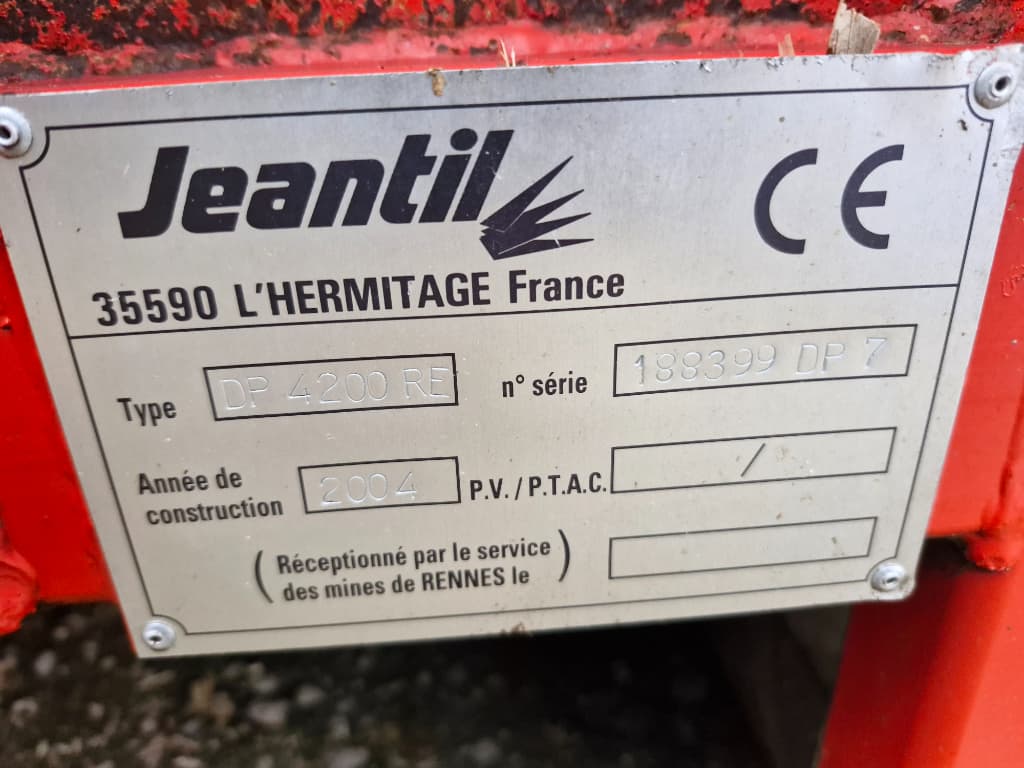 Jeantil
CE
35590 L'HERMITAGE France
Type DP 4200 RE n° série 188399 DP 7
Année de construction 2004 P.V. / P.T.A.C. /
(Réceptionné par le service
des mines de RENNES le)